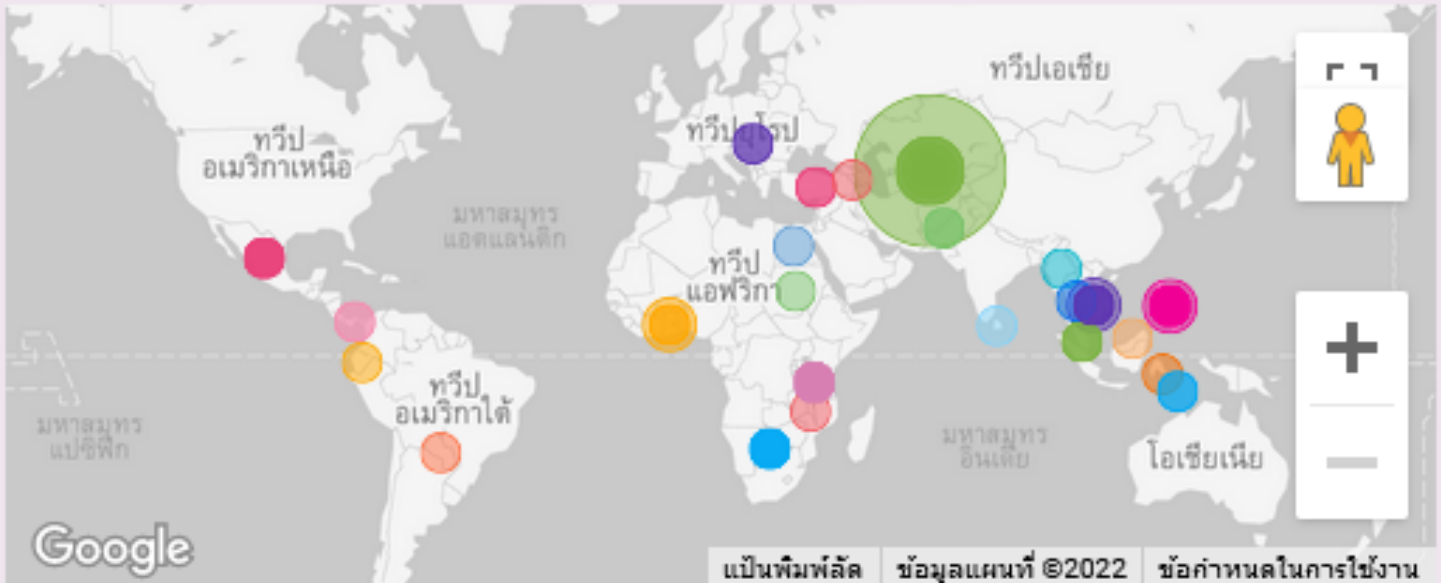 ทวีปเอเชีย
ทวีปยุโรป
ทวีป
อเมริกาเหนือ
มหาสมุทร
แอตแลนติก
ทวีป
แอฟริกา
ทวีป
อเมริกาใต้
มหาสมุทร
แปซิฟิก
มหาสมุทร
อินเดีย
โอเชียเนีย
Google
แป้นพิมพ์ลัด
ข้อมูลแผนที่ ©2022
ข้อกำหนดในการใช้งาน